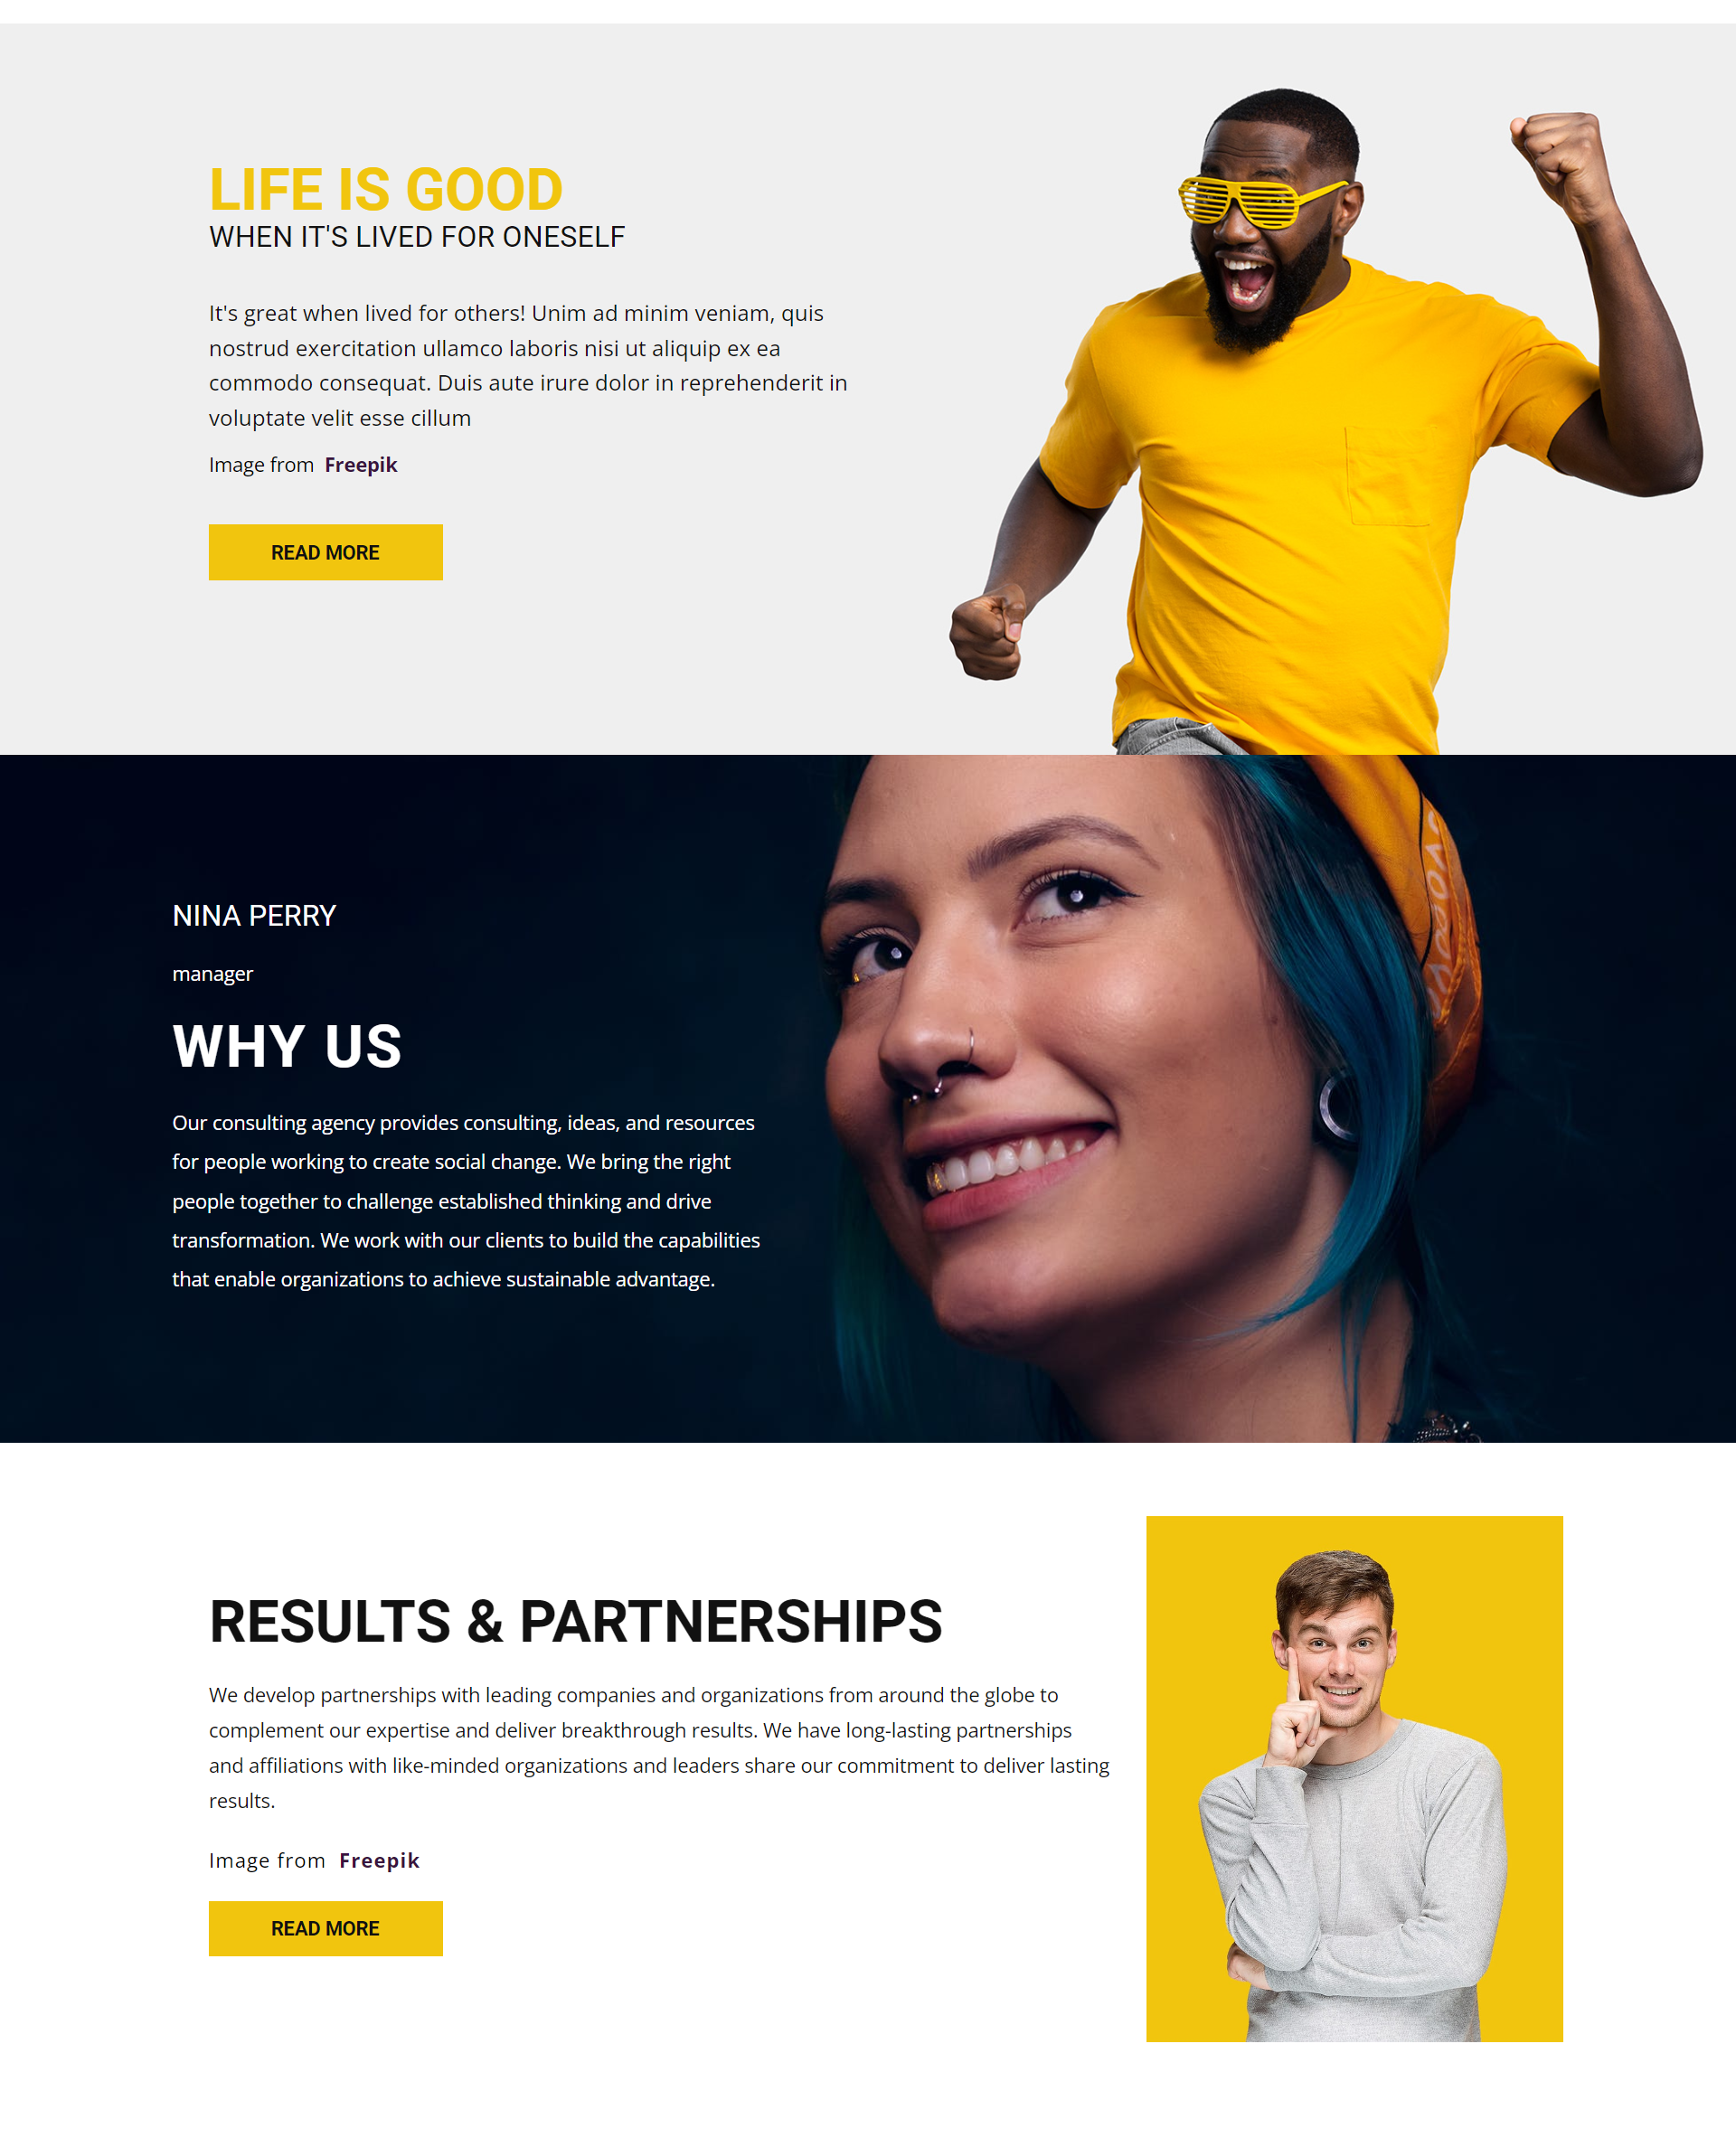 LIFE IS GOOD
WHEN IT'S LIVED FOR ONESELF
It's great when lived for others! Unim ad minim veniam, quis
nostrud exercitation ullamco laboris nisi ut aliquip ex ea
commodo consequat. Duis aute irure dolor in reprehenderit in
voluptate velit esse cillum
Image from Freepik
READ MORE
NINA PERRY
manager
WHY US
Our consulting agency provides consulting, ideas, and resources
for people working to create social change. We bring the right
people together to challenge established thinking and drive
transformation. We work with our clients to build the capabilities
that enable organizations to achieve sustainable advantage.
RESULTS & PARTNERSHIPS
We develop partnerships with leading companies and organizations from around the globe to
complement our expertise and deliver breakthrough results. We have long-lasting partnerships
and affiliations with like-minded organizations and leaders share our commitment to deliver lasting
results.
Image from Freepik
READ MORE